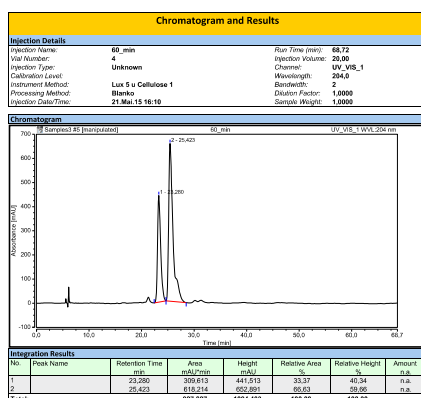 Chromatogram and Results
Injection Details
Injection Name: 60_min Run Time (min): 68,72
Vial Number: 4 Injection Volume: 20,00
Injection Type: Unknown Channel: UV_VIS_1
Calibration Level: Wavelength: 204,0
Instrument Method: Lux 5 u Cellulose 1 Bandwidth: 2
Processing Method: Blanko Dilution Factor: 1,0000
Injection Date/Time: 21.Mai.15 16:10 Sample Weight: 1,0000
Chromatogram
Samples3 #5 [manipulated] 60_min UV_VIS_1 WVL:204 nm
700
600
500
400
300
200
100
0
-100
Absorbance [mAU]
1 - 23,280
2 - 25,423
0,0 10,0 20,0 30,0 40,0 50,0 60,0 68,7
Time [min]
Integration Results
No. Peak Name Retention Time Area Height Relative Area Relative Height Amount
min mAU*min mAU % % n.a.
1 23,280 309,613 441,513 33,37 40,34 n.a.
2 25,423 618,214 652,891 66,63 59,66 n.a.